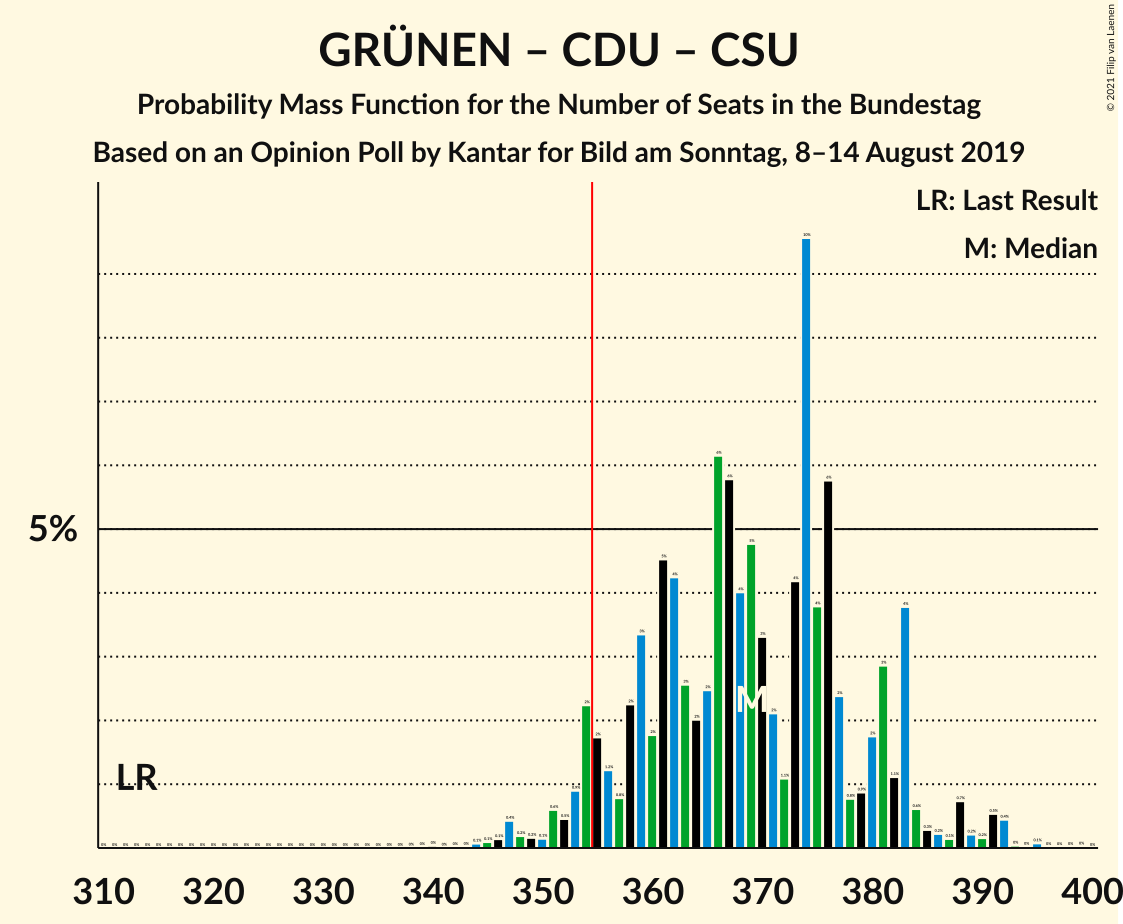 GRÜNEN – CDU – CSU
Probability Mass Function for the Number of Seats in the Bundestag
Based on an Opinion Poll by Kantar for Bild am Sonntag, 8–14 August 2019
© 2021 Filip van Laenen
LR: Last Result
M: Median
5%
LR
M
310 320 330 340 350 360 370 380 390 400